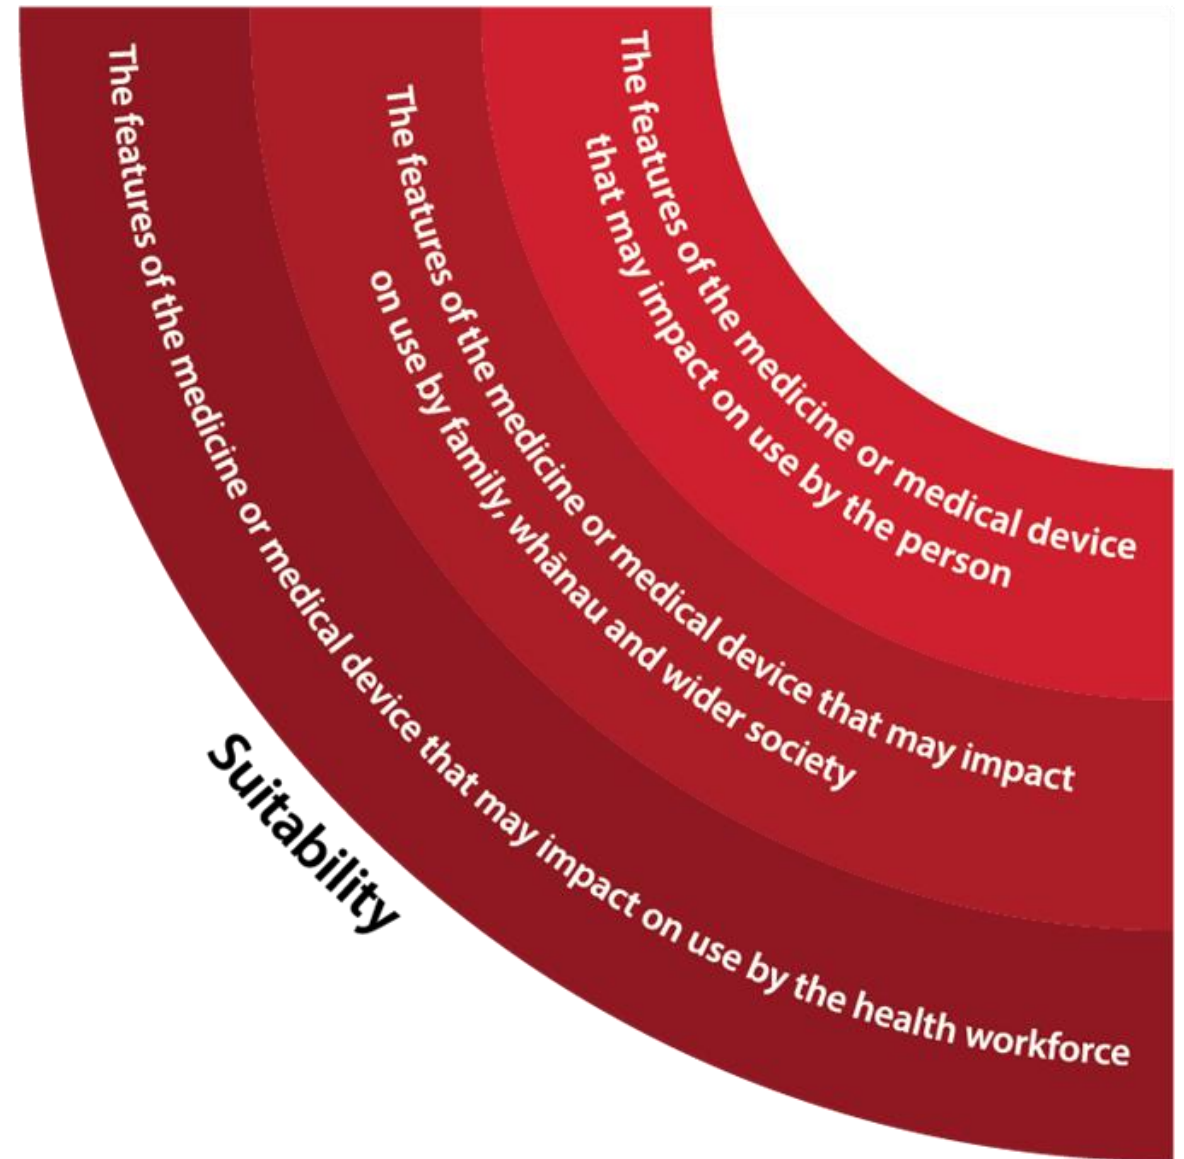 The features of the medicine or medical device
that may impact on use by the person
The features of the medicine or medical device that may impact
on use by family, whānau and wider society
The features of the medicine or medical device that may impact on use by the health workforce
Suitability